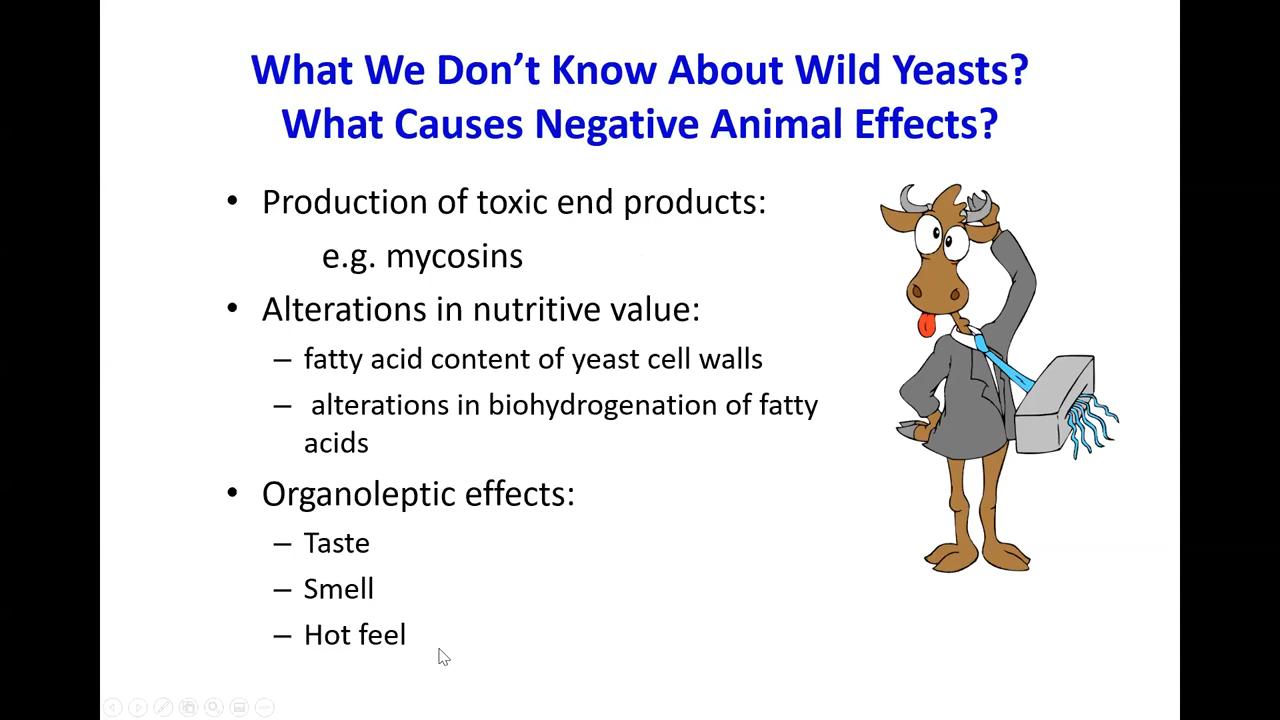 What We Don’t Know About Wild Yeasts?
What Causes Negative Animal Effects?
• Production of toxic end products:
e.g. mycosins
• Alterations in nutritive value:
– fatty acid content of yeast cell walls
– alterations in biohydrogenation of fatty
acids
• Organoleptic effects:
– Taste
– Smell
– Hot feel